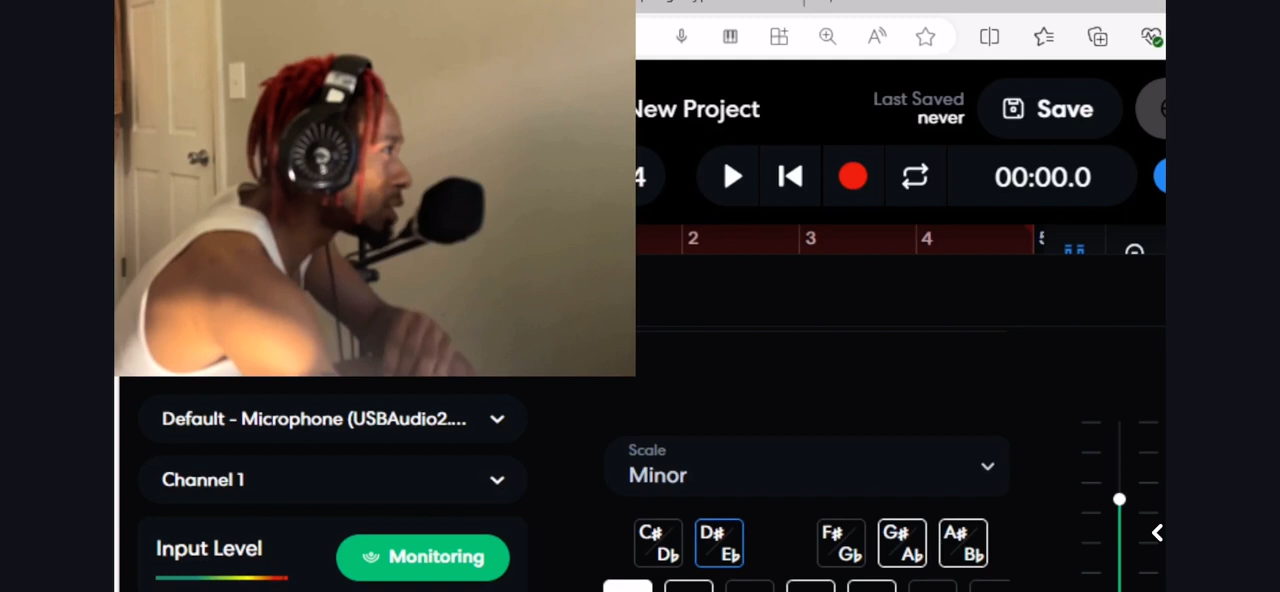 New Project
Last Saved
never
Save
4
00:00.0
2
3
4
Default - Microphone (USBAudio2....
Channel 1
Input Level
Monitoring
Scale
Minor
C# Db
D# Eb
F# Gb
G# Ab
A# Bb